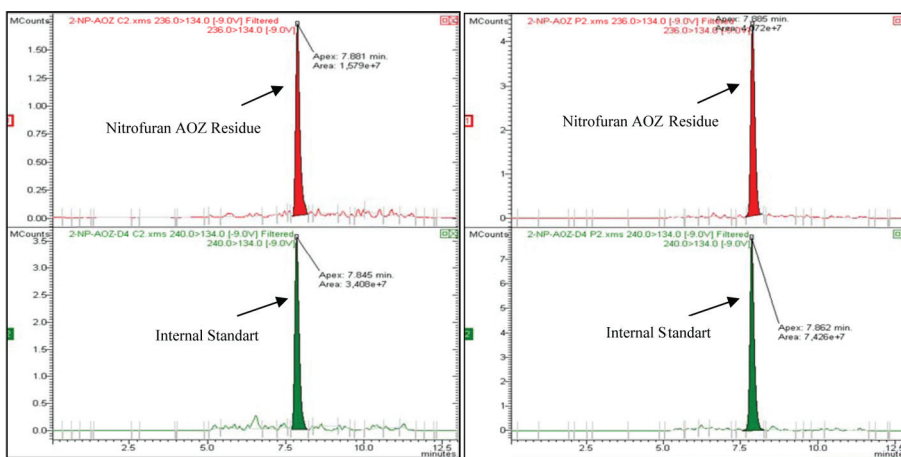 MCounts
2-NP-AOZ C2.xms 236.0>134.0 [-9.0V] Filtered
236.0>134.0 [-9.0V]
Apex: 7.881 min.
Area: 1,579e+7
Nitrofuran AOZ Residue
1.50
1.25
1.00
0.75
0.50
0.25
0.00
MCounts
2-NP-AOZ-D4 C2.xms 240.0>134.0 [-9.0V] Filtered
240.0>134.0 [-9.0V]
Apex: 7.845 min.
Area: 3,408e+7
Internal Standart
3.5
3.0
2.5
2.0
1.5
1.0
0.5
0.0
2.5
5.0
7.5
10.0
12.5
minutes
MCounts
2-NP-AOZ P2.xms 236.0>134.0 [-9.0V] Filtered
236.0>134.0 [-9.0V]
Apex: 7.885 min.
Nitrofuran AOZ Residue
4
3
2
1
0
MCounts
2-NP-AOZ-D4 P2.xms 240.0>134.0 [-9.0V] Filtered
240.0>134.0 [-9.0V]
Apex: 7.862 min.
Area: 7,426e+7
Internal Standart
7
6
5
4
3
2
1
0
2.5
5.0
7.5
10.0
12.5
minutes